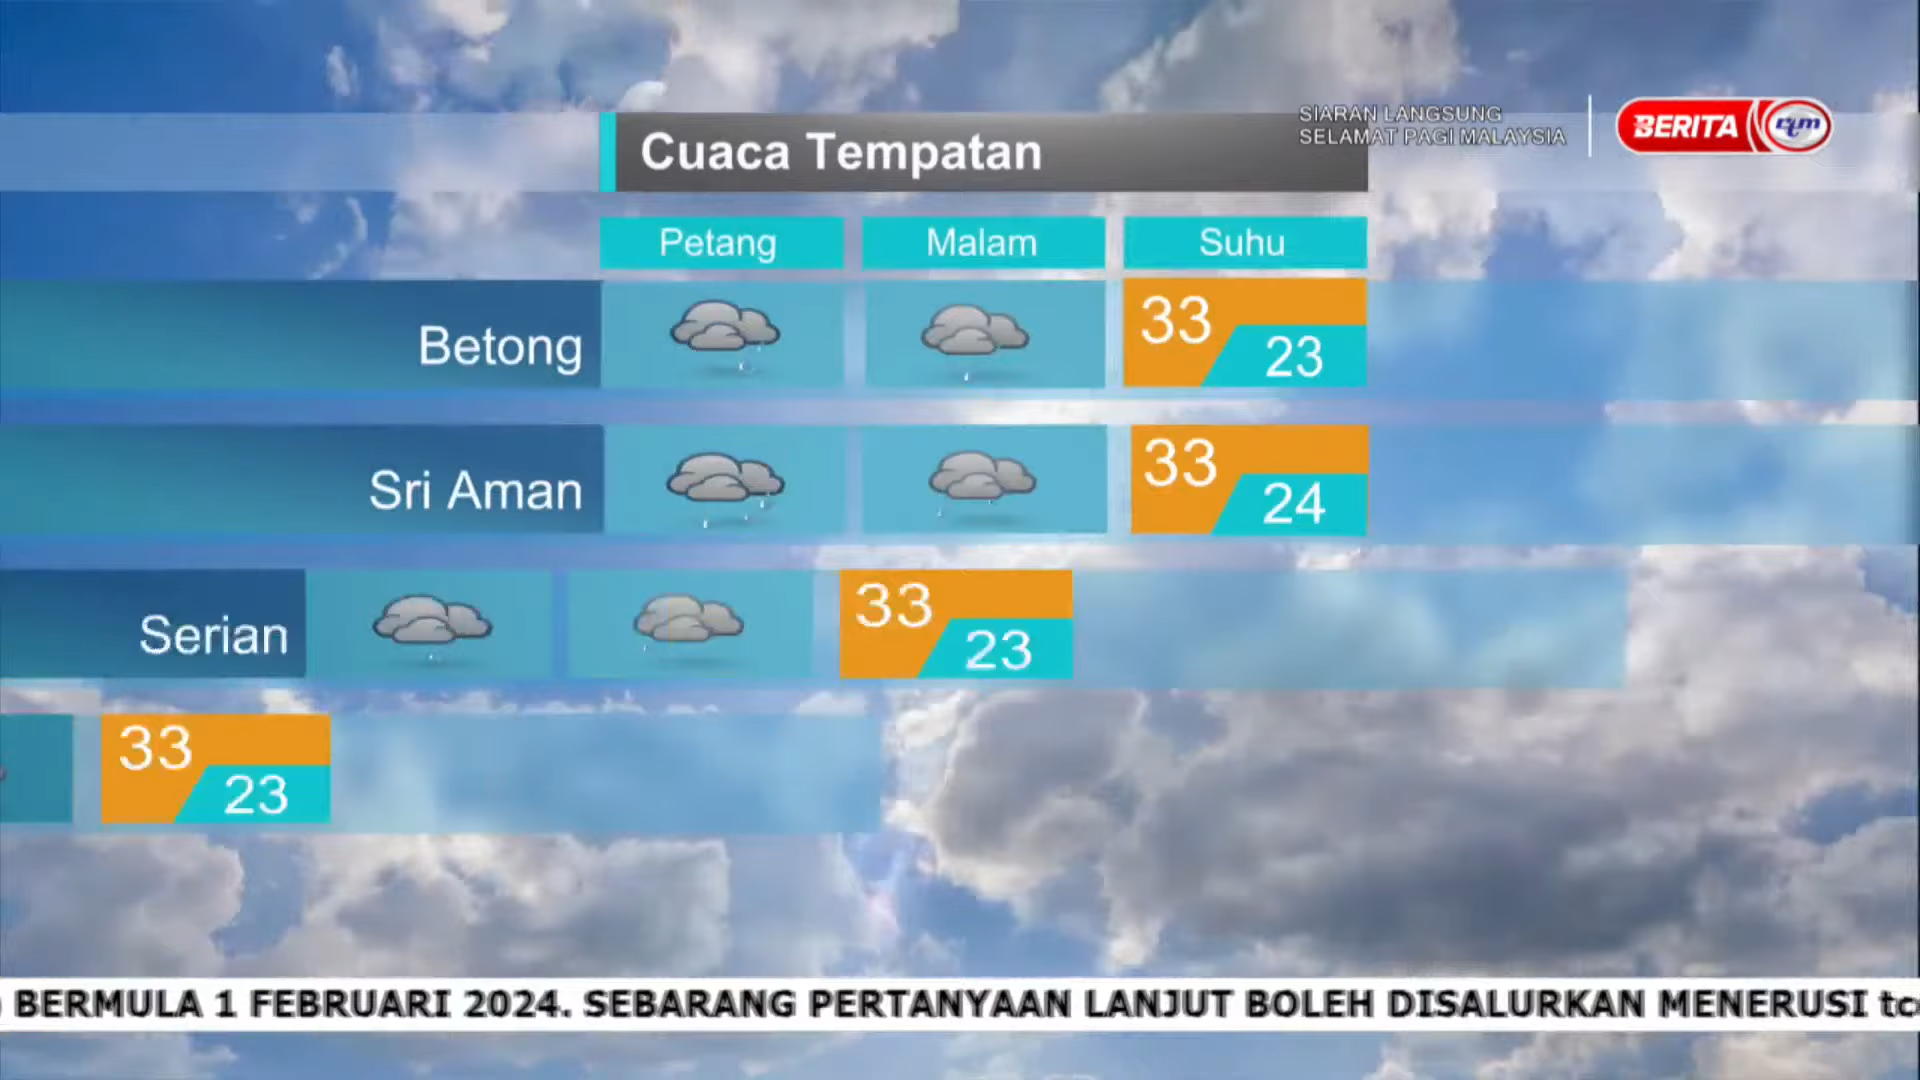 SIARAN LANGSUNG
SELAMAT PAGI MALAYSIA
BERITA rtm
Cuaca Tempatan
Petang Malam Suhu
Betong 33 23
Sri Aman 33 24
Serian 33 23
33 23
BERMULA 1 FEBRUARI 2024. SEBARANG PERTANYAAN LANJUT BOLEH DISALURKAN MENERUSI